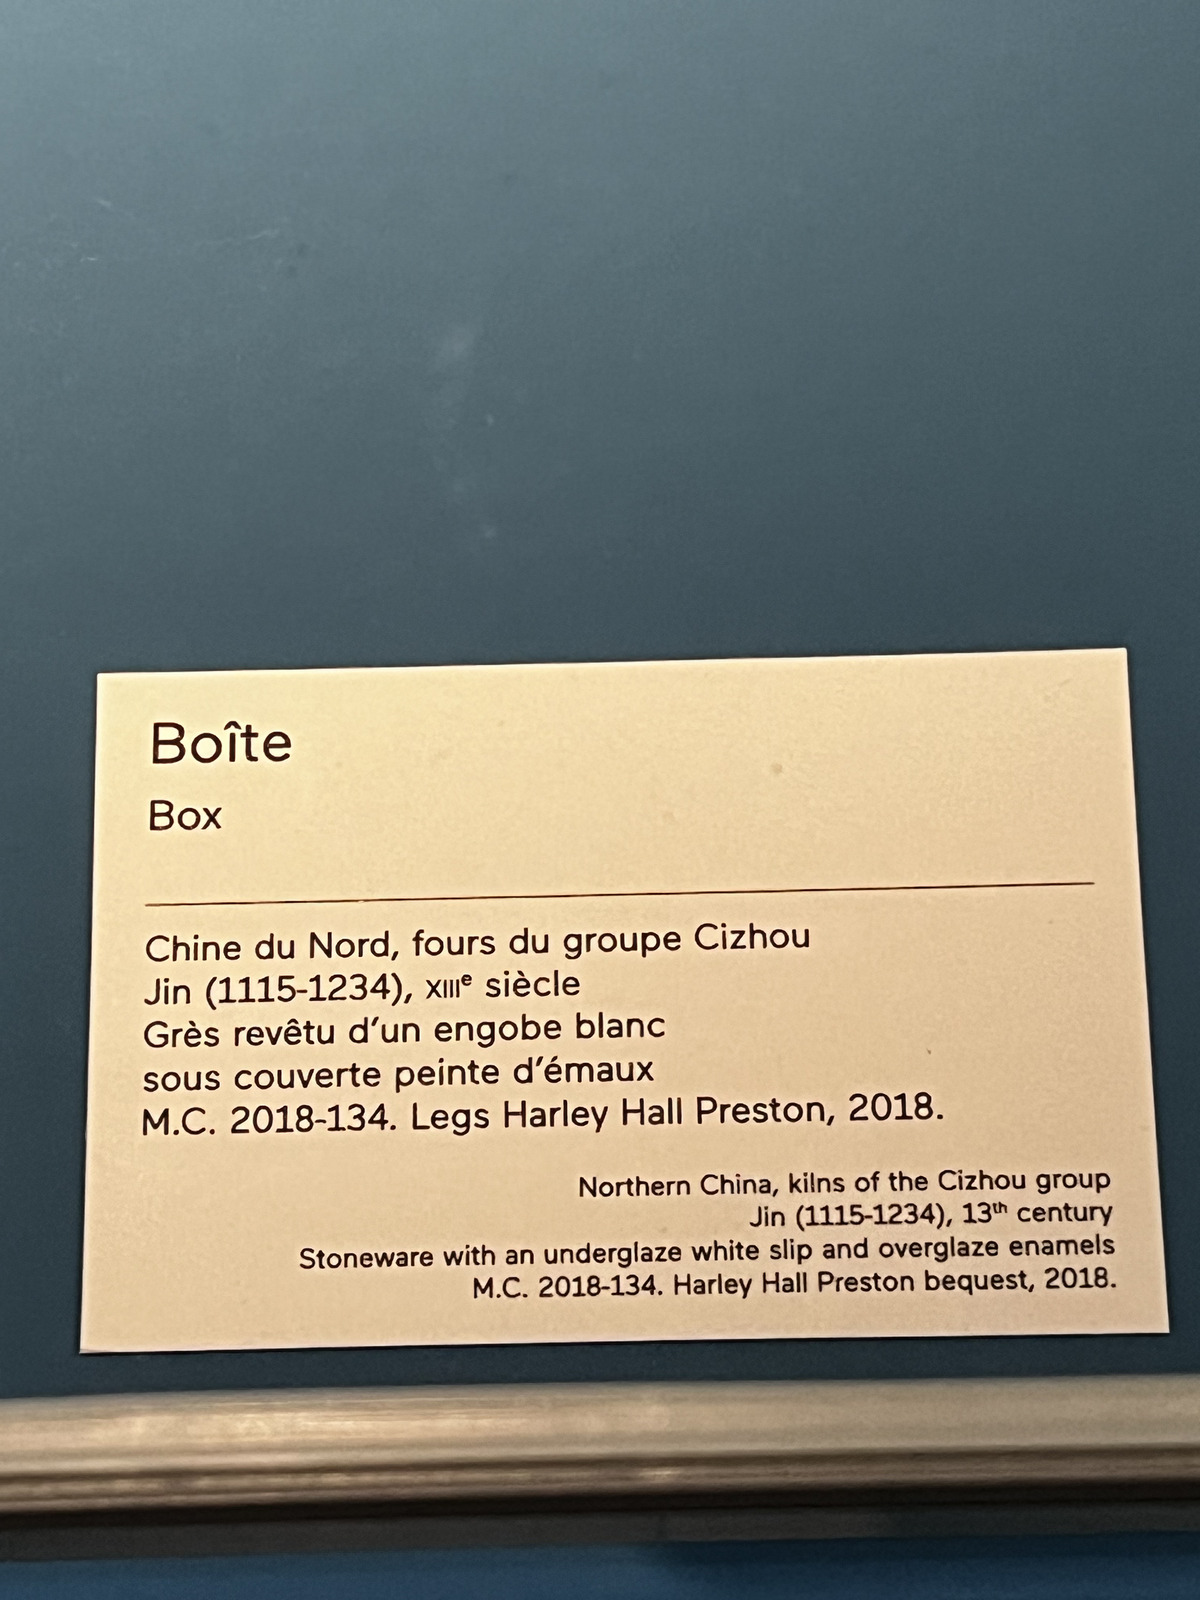 Boîte
Box
Chine du Nord, fours du groupe Cizhou
Jin (1115-1234), XIIIe siècle
Grès revêtu d'un engobe blanc
sous couverte peinte d'émaux
M.C. 2018-134. Legs Harley Hall Preston, 2018.
Northern China, kilns of the Cizhou group
Jin (1115-1234), 13th century
Stoneware with an underglaze white slip and overglaze enamels
M.C. 2018-134. Harley Hall Preston bequest, 2018.